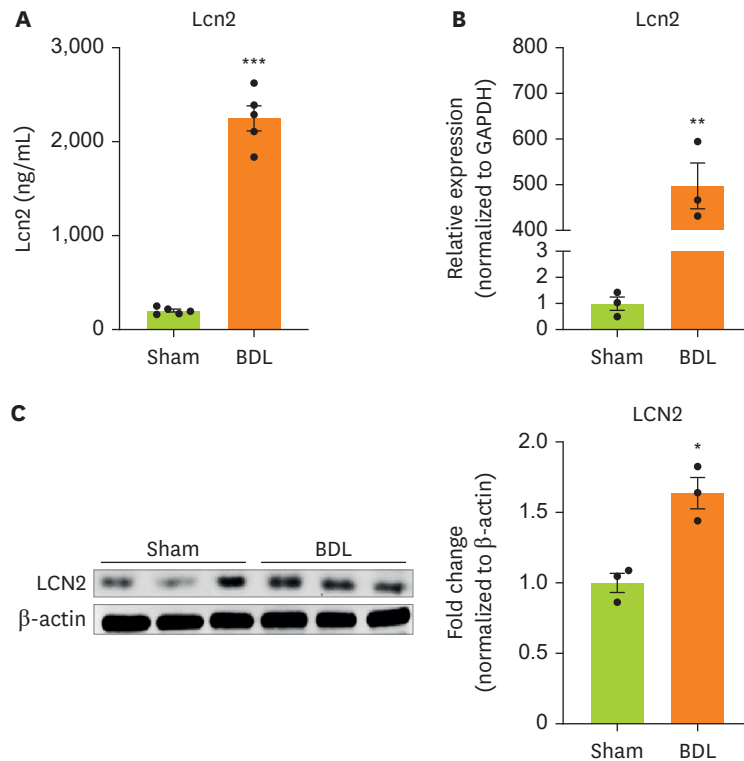 A
Lcn2
Lcn2 (ng/mL)
3,000
2,000
1,000
0
***
Sham BDL
B
Lcn2
Relative expression
(normalized to GAPDH)
800
700
600
500
400
3
2
1
0
**
Sham BDL
C
Sham BDL
LCN2
β-actin
LCN2
Fold change
(normalized to β-actin)
2.0
1.5
1.0
0.5
0
*
Sham BDL